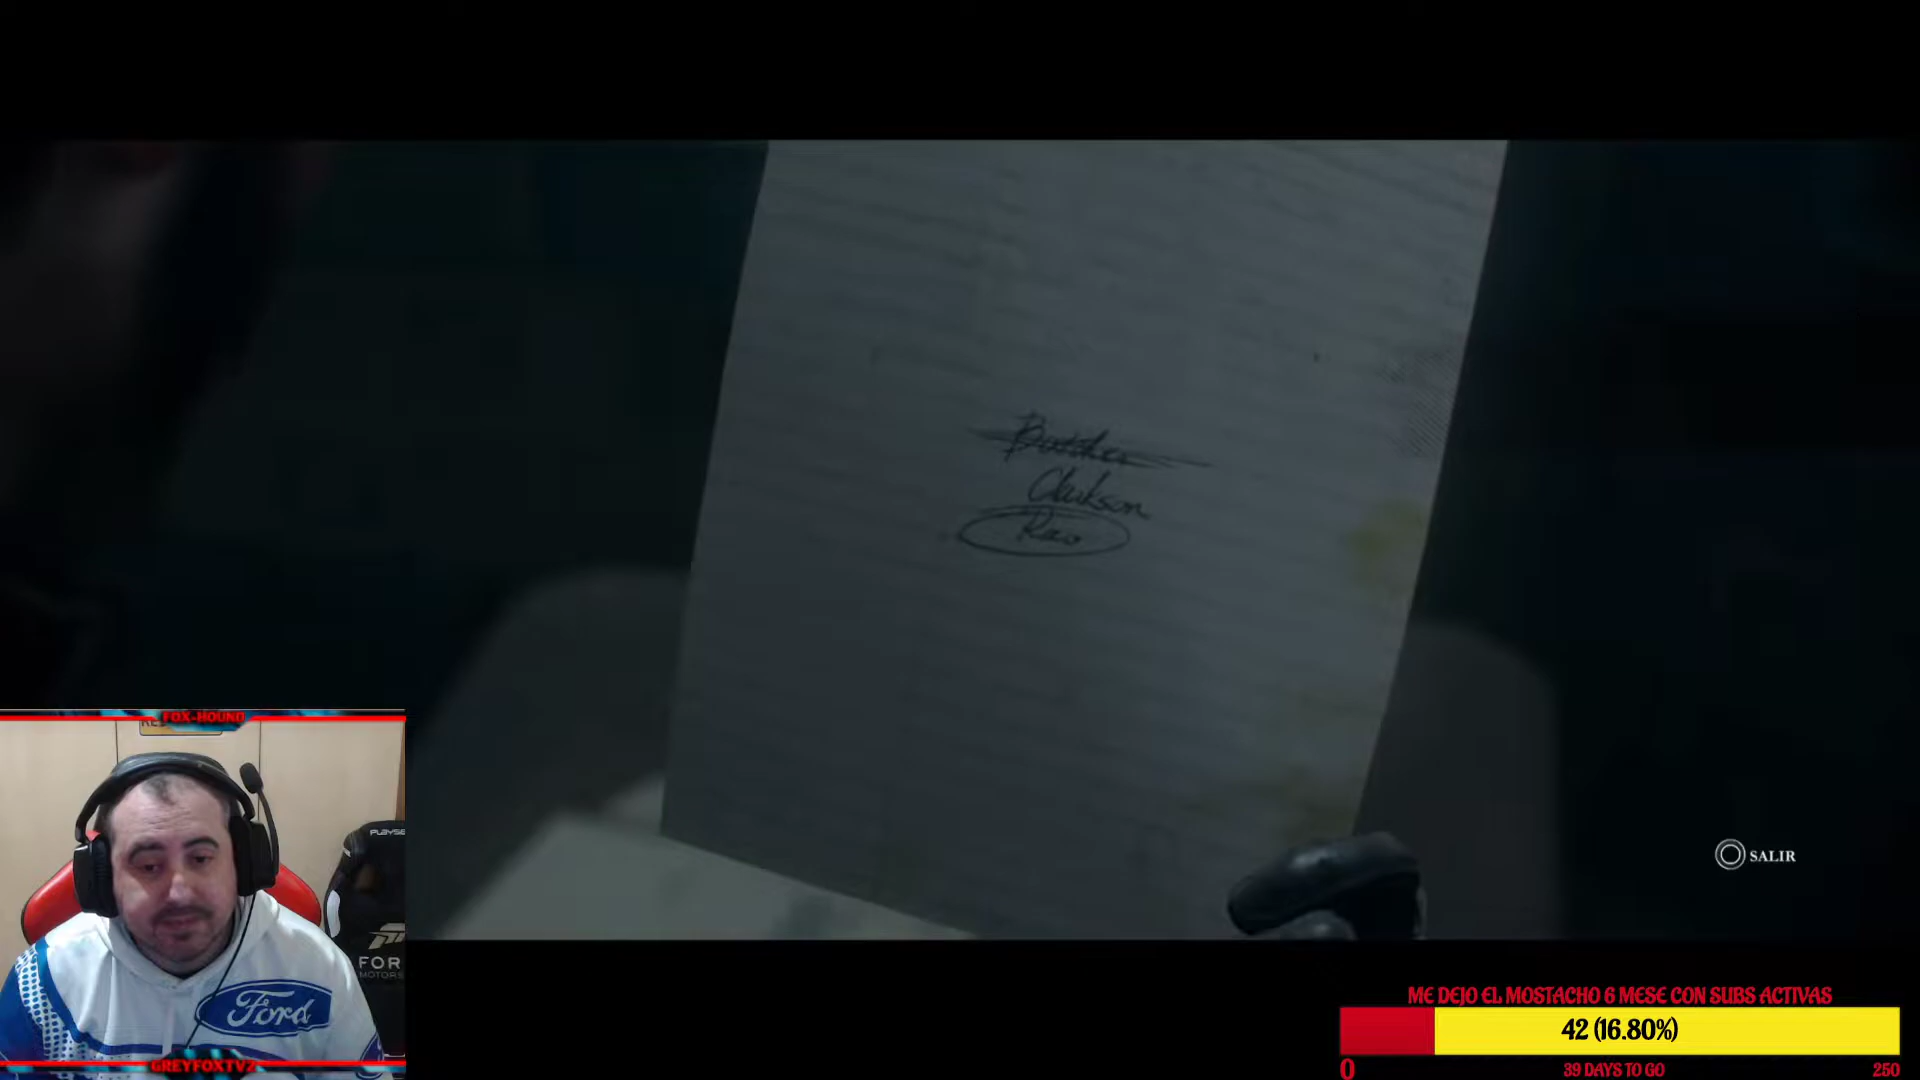 Clarkson
Rao
SALIR
FOX-HOUND
PLAYSE
FOR
MOTORS
Ford
GREYFOXTV2
ME DEJO EL MOSTACHO 6 MESE CON SUBS ACTIVAS
42 (16.80%)
0
39 DAYS TO GO
250